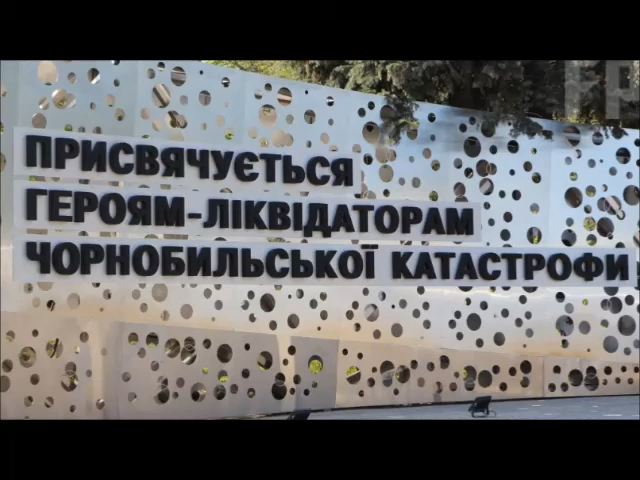 ПРИСВЯЧУЄТЬСЯ
ГЕРОЯМ-ЛІКВІДАТОРАМ
ЧОРНОБИЛЬСЬКОЇ КАТАСТРОФИ